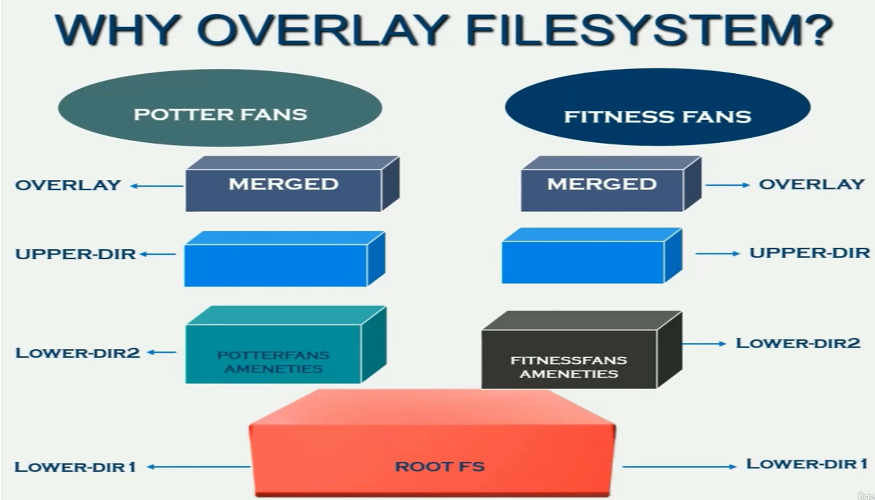 WHY OVERLAY FILESYSTEM?
POTTER FANS
FITNESS FANS
OVERLAY
MERGED
MERGED
OVERLAY
UPPER-DIR
UPPER-DIR
LOWER-DIR2
POTTERFANS
AMENETIES
FITNESSFANS
AMENETIES
LOWER-DIR2
LOWER-DIR1
ROOT FS
LOWER-DIR1